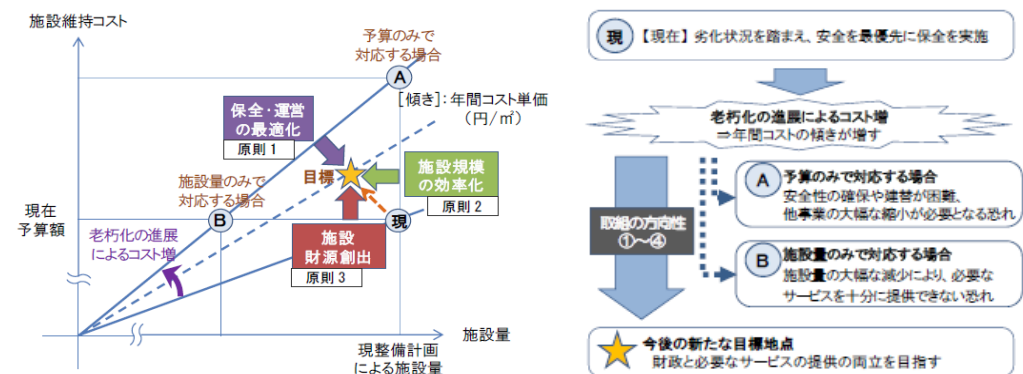 施設維持コスト
予算のみで
対応する場合
A
[傾き]:年間コスト単価
(円/㎡)
保全・運営
の最適化
原則1
目標
施設規模
の効率化
原則2
施設量のみで
対応する場合
B
現
現在
予算額
老朽化の進展
によるコスト増
施設
財源創出
原則3
施設量
現整備計画
による施設量
現
【現在】劣化状況を踏まえ、安全を最優先に保全を実施
老朽化の進展によるコスト増
⇒年間コストの傾きが増す
取組の方向性
①~④
A
予算のみで対応する場合
安全性の確保や建替が困難、
他事業の大幅な縮小が必要となる恐れ
B
施設量のみで対応する場合
施設量の大幅な減少により、必要な
サービスを十分に提供できない恐れ
今後の新たな目標地点
財政と必要なサービスの提供の両立を目指す